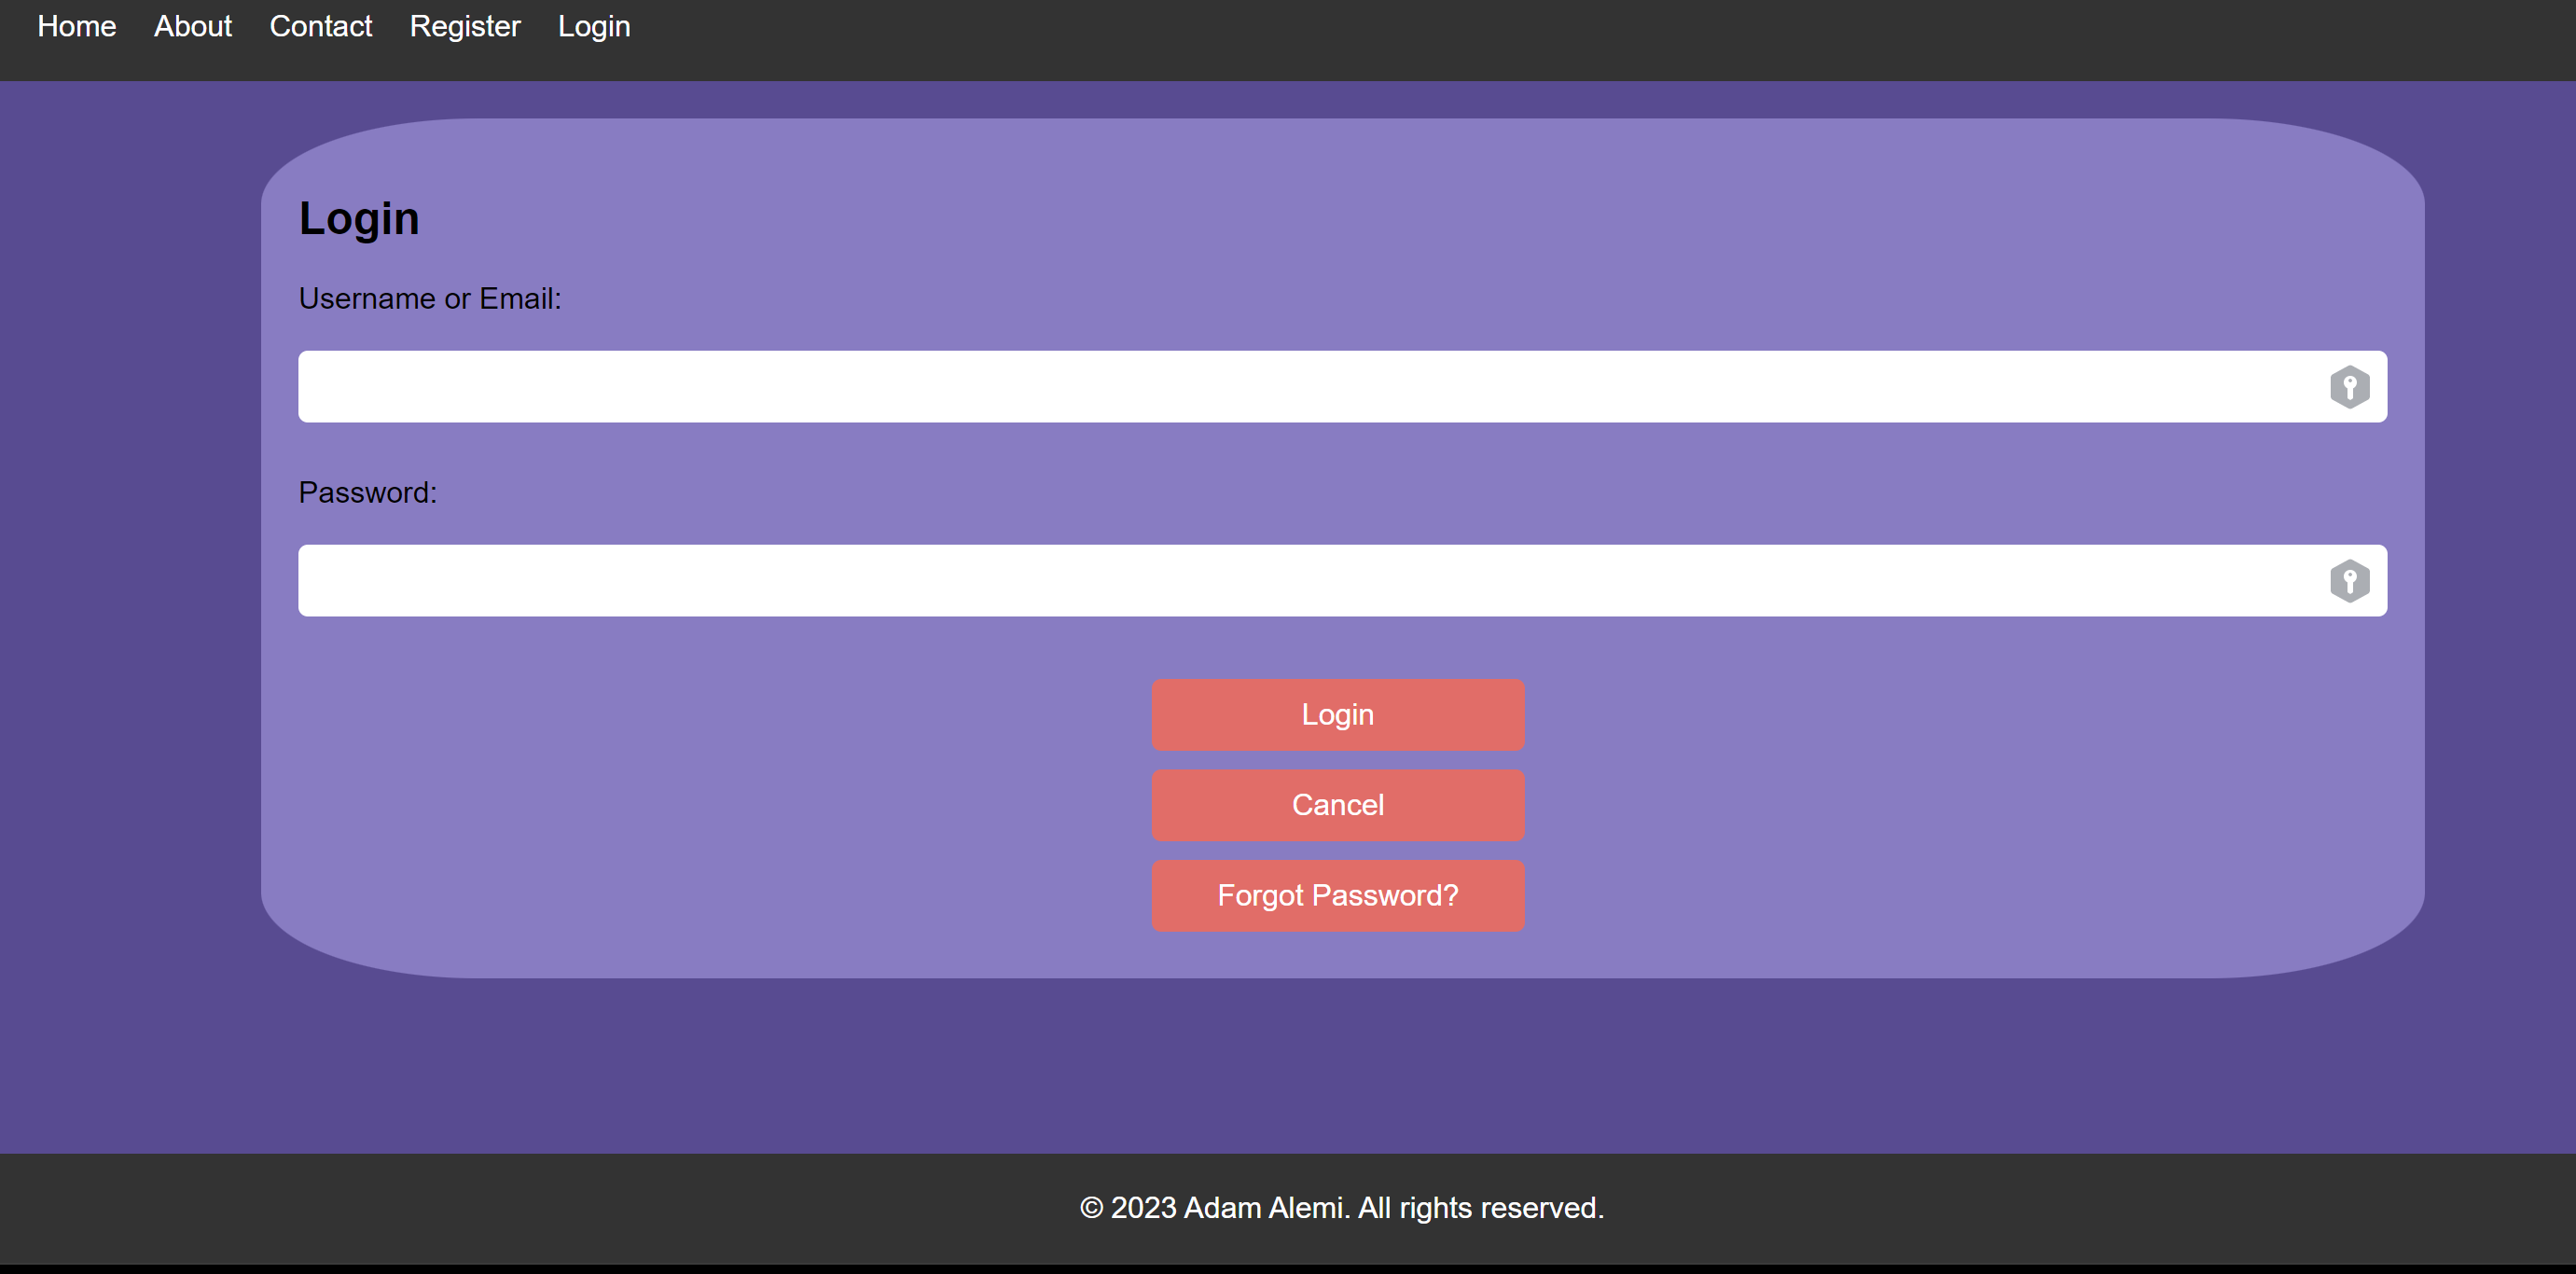 Home About Contact Register Login
Login
Username or Email:
Password:
Login
Cancel
Forgot Password?
© 2023 Adam Alemi. All rights reserved.